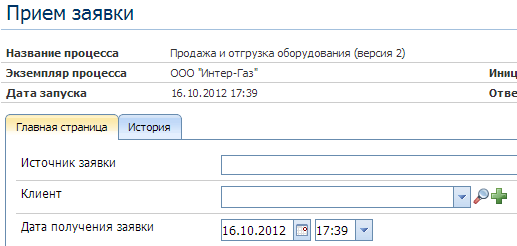 Прием заявки
Название процесса Продажа и отгрузка оборудования (версия 2)
Экземпляр процесса ООО "Интер-Газ" Иниц
Дата запуска 16.10.2012 17:39 Отве
Главная страница История
Источник заявки
Клиент
Дата получения заявки 16.10.2012 17:39